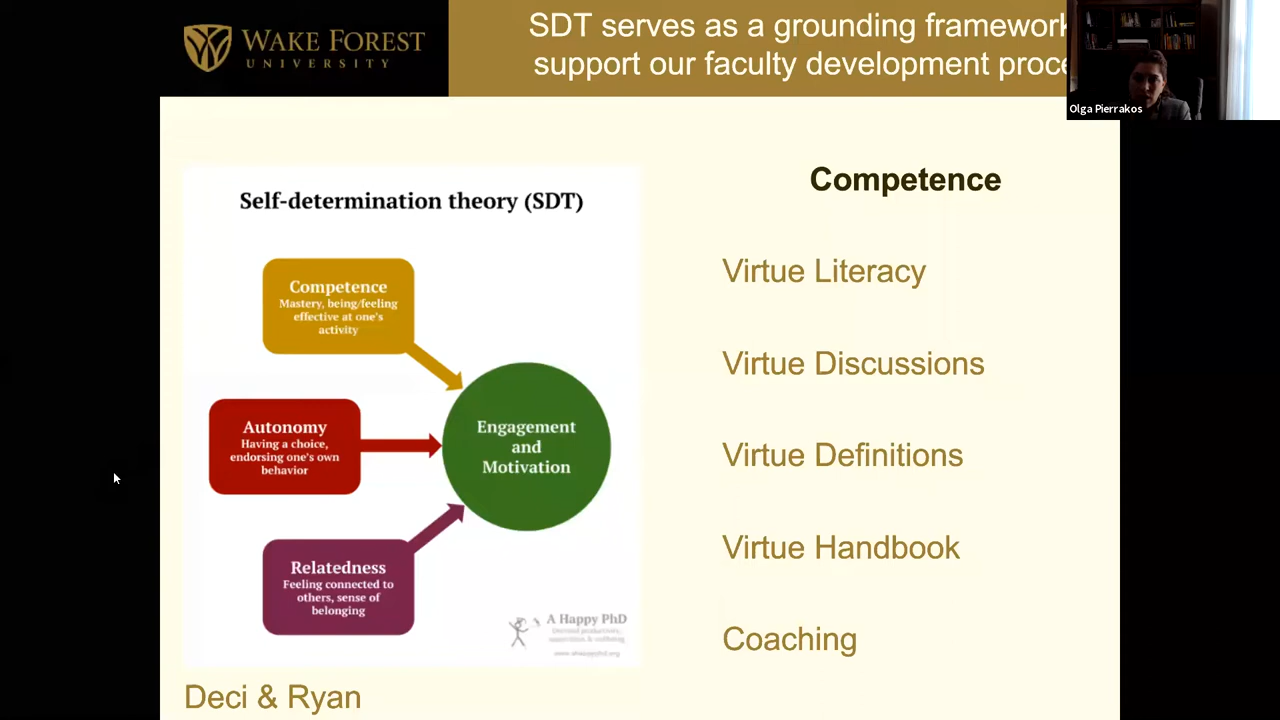 WAKE FOREST
UNIVERSITY
SDT serves as a grounding framework
support our faculty development proce
Olga Pierrakos
Self-determination theory (SDT)
Competence
Mastery, being/feeling
effective at one's
activity
Autonomy
Having a choice,
endorsing one's own
behavior
Relatedness
Feeling connected to
others, sense of
belonging
Engagement
and
Motivation
A Happy PhD
Deci & Ryan
Competence
Virtue Literacy
Virtue Discussions
Virtue Definitions
Virtue Handbook
Coaching